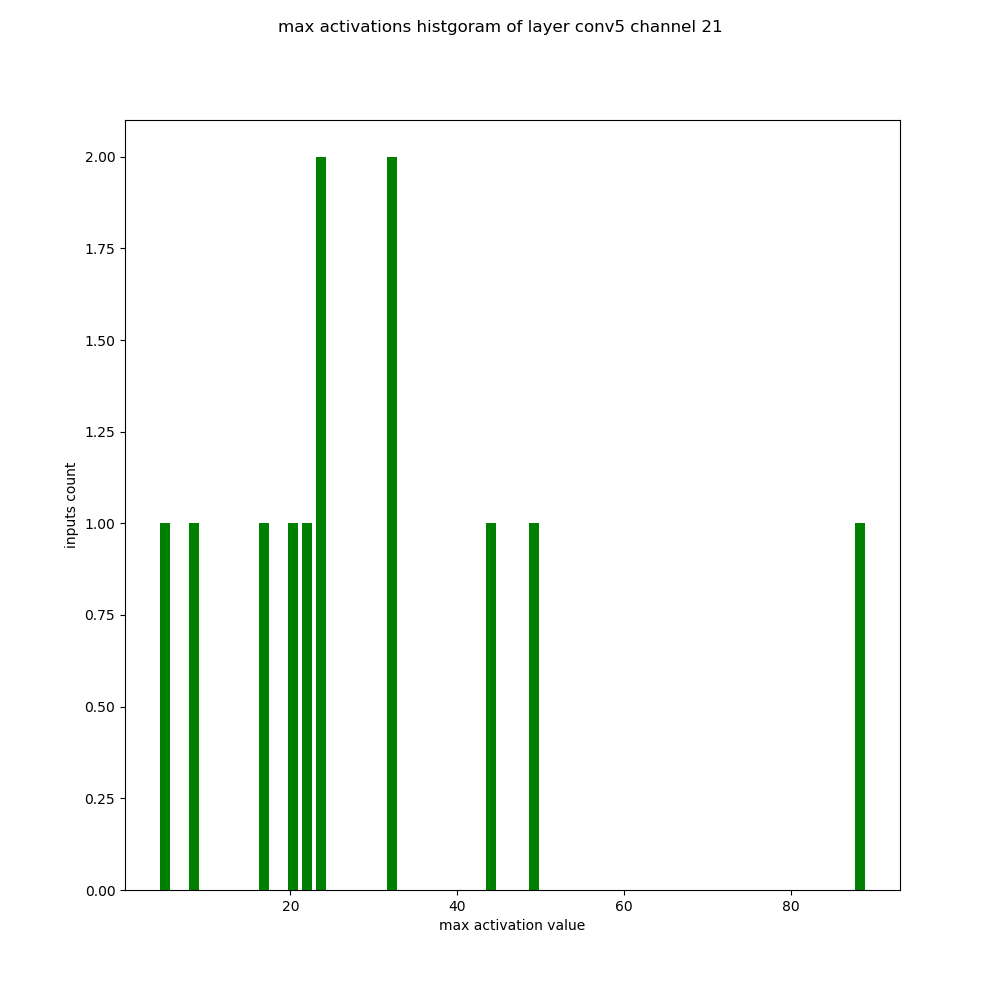 max activations histgoram of layer conv5 channel 21
2.00
1.75
1.50
1.25
1.00
0.75
0.50
0.25
0.00
inputs count
20 40 60 80
max activation value